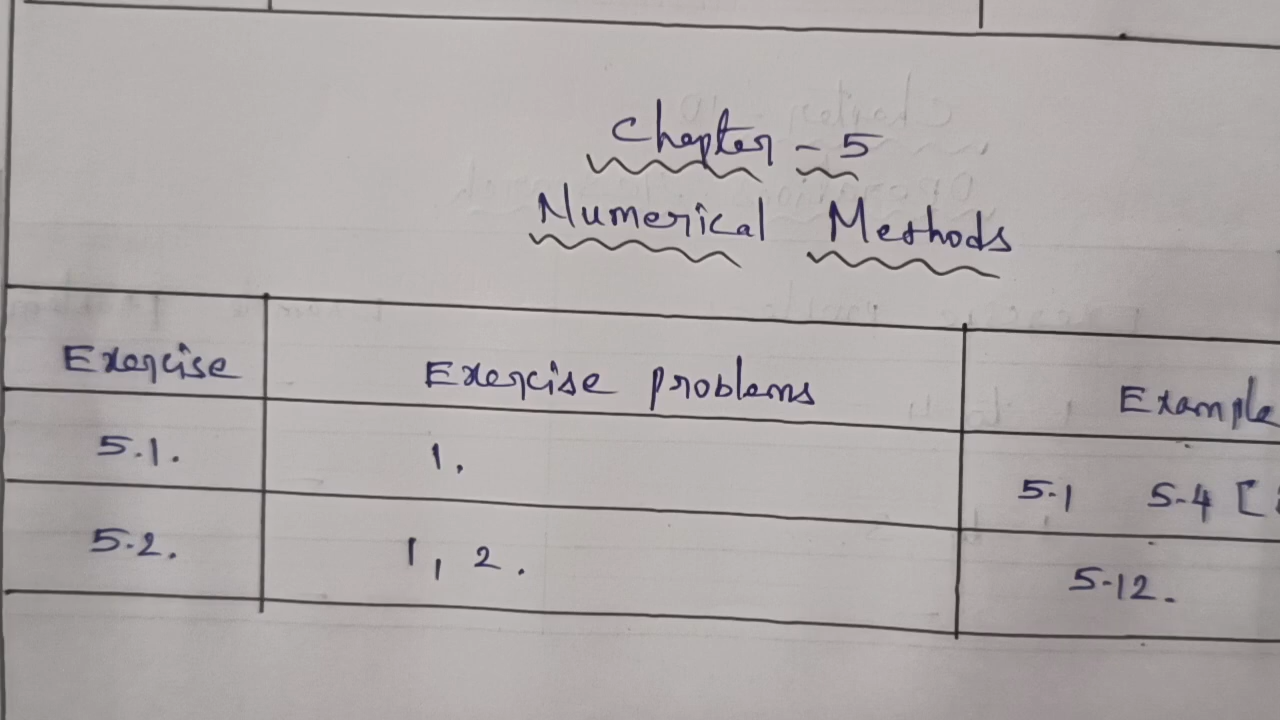 Chapter - 5
Numerical Methods
Exercise Exercise problems Example
5.1. 1. 5.1 5.4 [
5.2. 1, 2. 5.12.